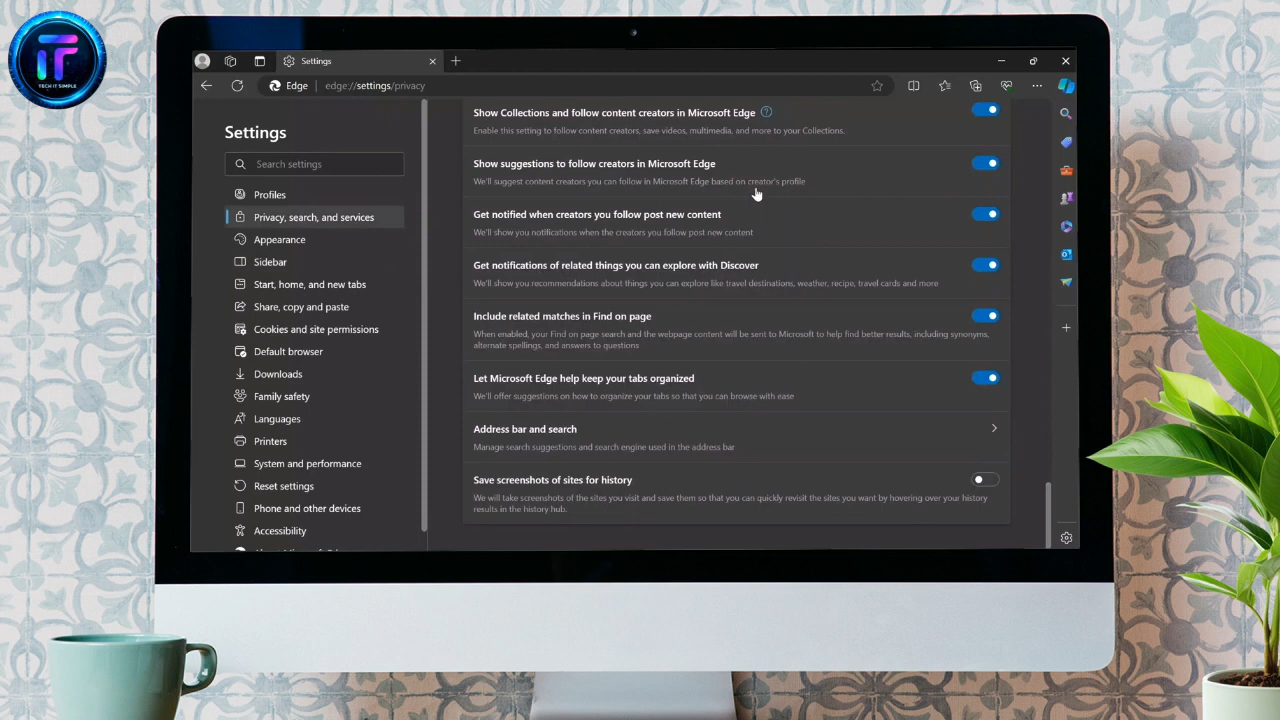 TECH IT SIMPLE
Settings
Edge
edge://settings/privacy
Settings
Search settings
Profiles
Privacy, search, and services
Appearance
Sidebar
Start, home, and new tabs
Share, copy and paste
Cookies and site permissions
Default browser
Downloads
Family safety
Languages
Printers
System and performance
Reset settings
Phone and other devices
Accessibility
Show Collections and follow content creators in Microsoft Edge
Enable this setting to follow content creators, save videos, multimedia, and more to your Collections.
Show suggestions to follow creators in Microsoft Edge
We'll suggest content creators you can follow in Microsoft Edge based on creator's profile
Get notified when creators you follow post new content
We'll show you notifications when the creators you follow post new content
Get notifications of related things you can explore with Discover
We'll show you recommendations about things you can explore like travel destinations, weather, recipe, travel cards and more
Include related matches in Find on page
When enabled, your Find on page search and the webpage content will be sent to Microsoft to help find better results, including synonyms,
alternate spellings, and answers to questions
Let Microsoft Edge help keep your tabs organized
We'll offer suggestions on how to organize your tabs so that you can browse with ease
Address bar and search
Manage search suggestions and search engine used in the address bar
Save screenshots of sites for history
We will take screenshots of the sites you visit and save them so that you can quickly revisit the sites you want by hovering over your history
results in the history hub.